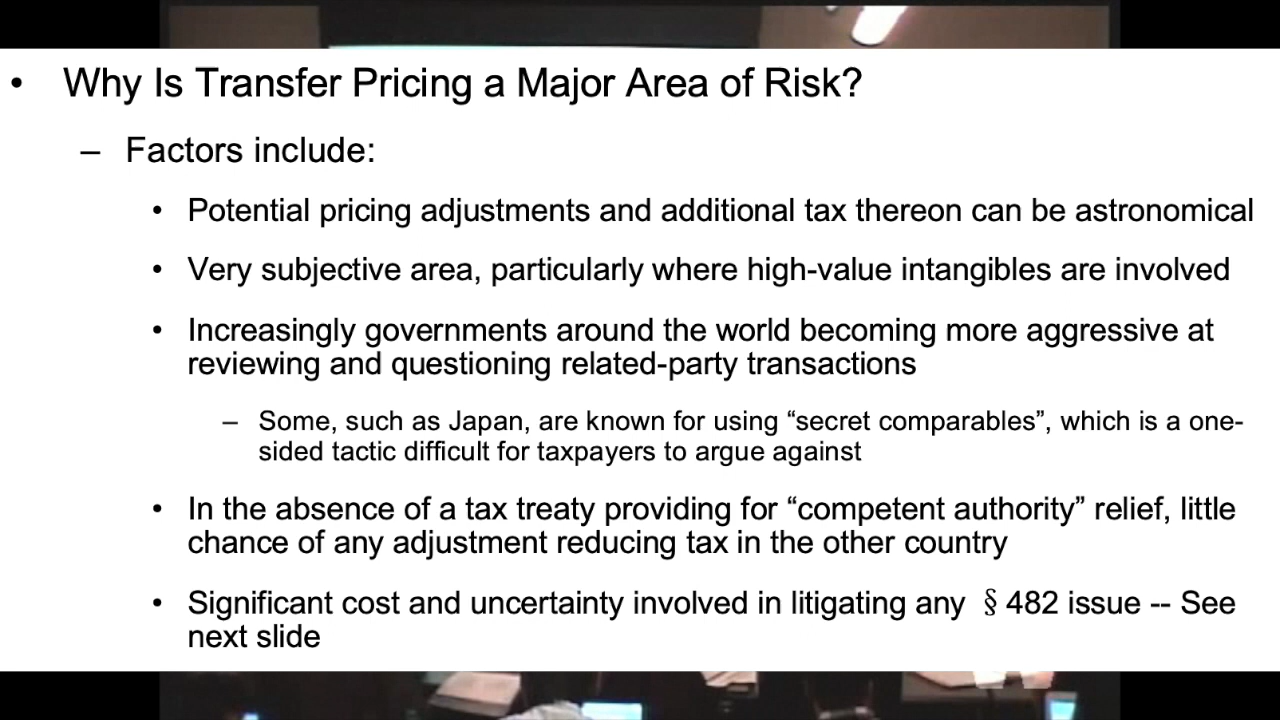 • Why Is Transfer Pricing a Major Area of Risk?
– Factors include:
• Potential pricing adjustments and additional tax thereon can be astronomical
• Very subjective area, particularly where high-value intangibles are involved
• Increasingly governments around the world becoming more aggressive at
reviewing and questioning related-party transactions
– Some, such as Japan, are known for using “secret comparables”, which is a one-
sided tactic difficult for taxpayers to argue against
• In the absence of a tax treaty providing for “competent authority” relief, little
chance of any adjustment reducing tax in the other country
• Significant cost and uncertainty involved in litigating any § 482 issue -- See
next slide